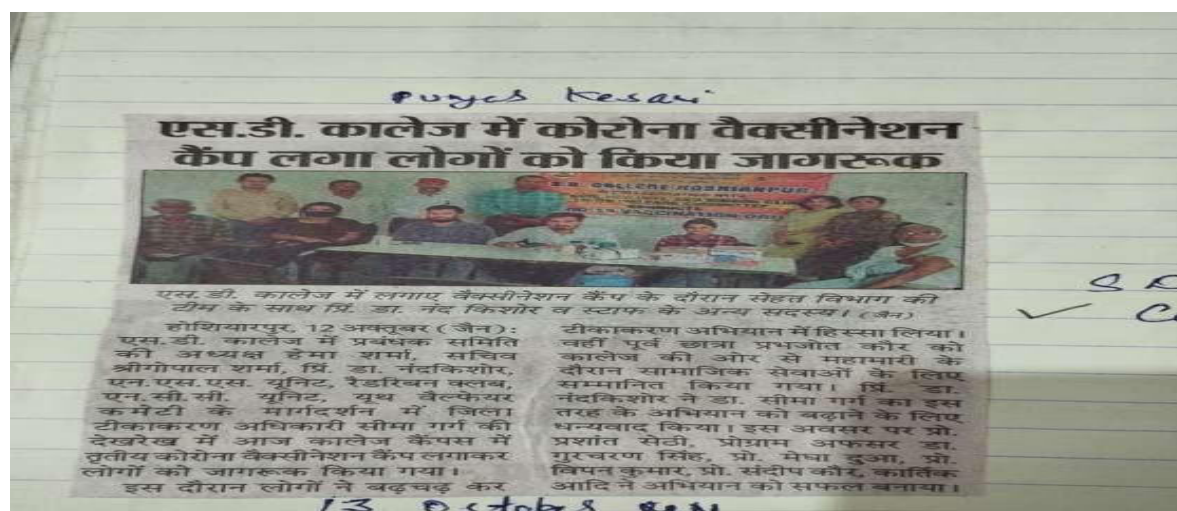 Kesari
एस.डी. कालेज में कोरोना वैक्सीनेशन
कैंप लगा लोगों को किया जागरूक
S.D. COLLEGE HOSHIARPUR
एस.डी. कालेज में लगाए वैक्सीनेशन कैंप के दौरान सेहत विभाग की
टीम के साथ प्रिं. डा. नंद किशोर व स्टाफ के अन्य सदस्य। (जैन)
होशियारपुर, 12 अक्तूबर (जैन):
एस.डी. कालेज में प्रबंधक समिति
की अध्यक्ष हेमा शर्मा, सचिव
श्रीगोपाल शर्मा, प्रिं. डा. नंदकिशोर,
एन.एस.एस. यूनिट, रैडरिबन क्लब,
एन.सी.सी. यूनिट, यूथ वैल्फेयर
कमेटी के मार्गदर्शन में जिला
टीकाकरण अधिकारी सीमा गर्ग की
देखरेख में आज कालेज कैंपस में
तृतीय कोरोना वैक्सीनेशन कैंप लगाकर
लोगों को जागरूक किया गया।
इस दौरान लोगों ने बढ़चढ़ कर
टीकाकरण अभियान में हिस्सा लिया।
वहीं पूर्व छात्रा प्रभजोत कौर को
कालेज की ओर से महामारी के
दौरान सामाजिक सेवाओं के लिए
सम्मानित किया गया। प्रिं. डा.
नंदकिशोर ने डा. सीमा गर्ग का इस
तरह के अभियान को बढ़ाने के लिए
धन्यवाद किया। इस अवसर पर प्रो.
प्रशांत सेठी, प्रोग्राम अफसर डा.
गुरचरण सिंह, प्रो. मेघा दुआ, प्रो.
विपन कुमार, प्रो. संदीप कौर, कार्तिक
आदि ने अभियान को सफल बनाया।
13 October